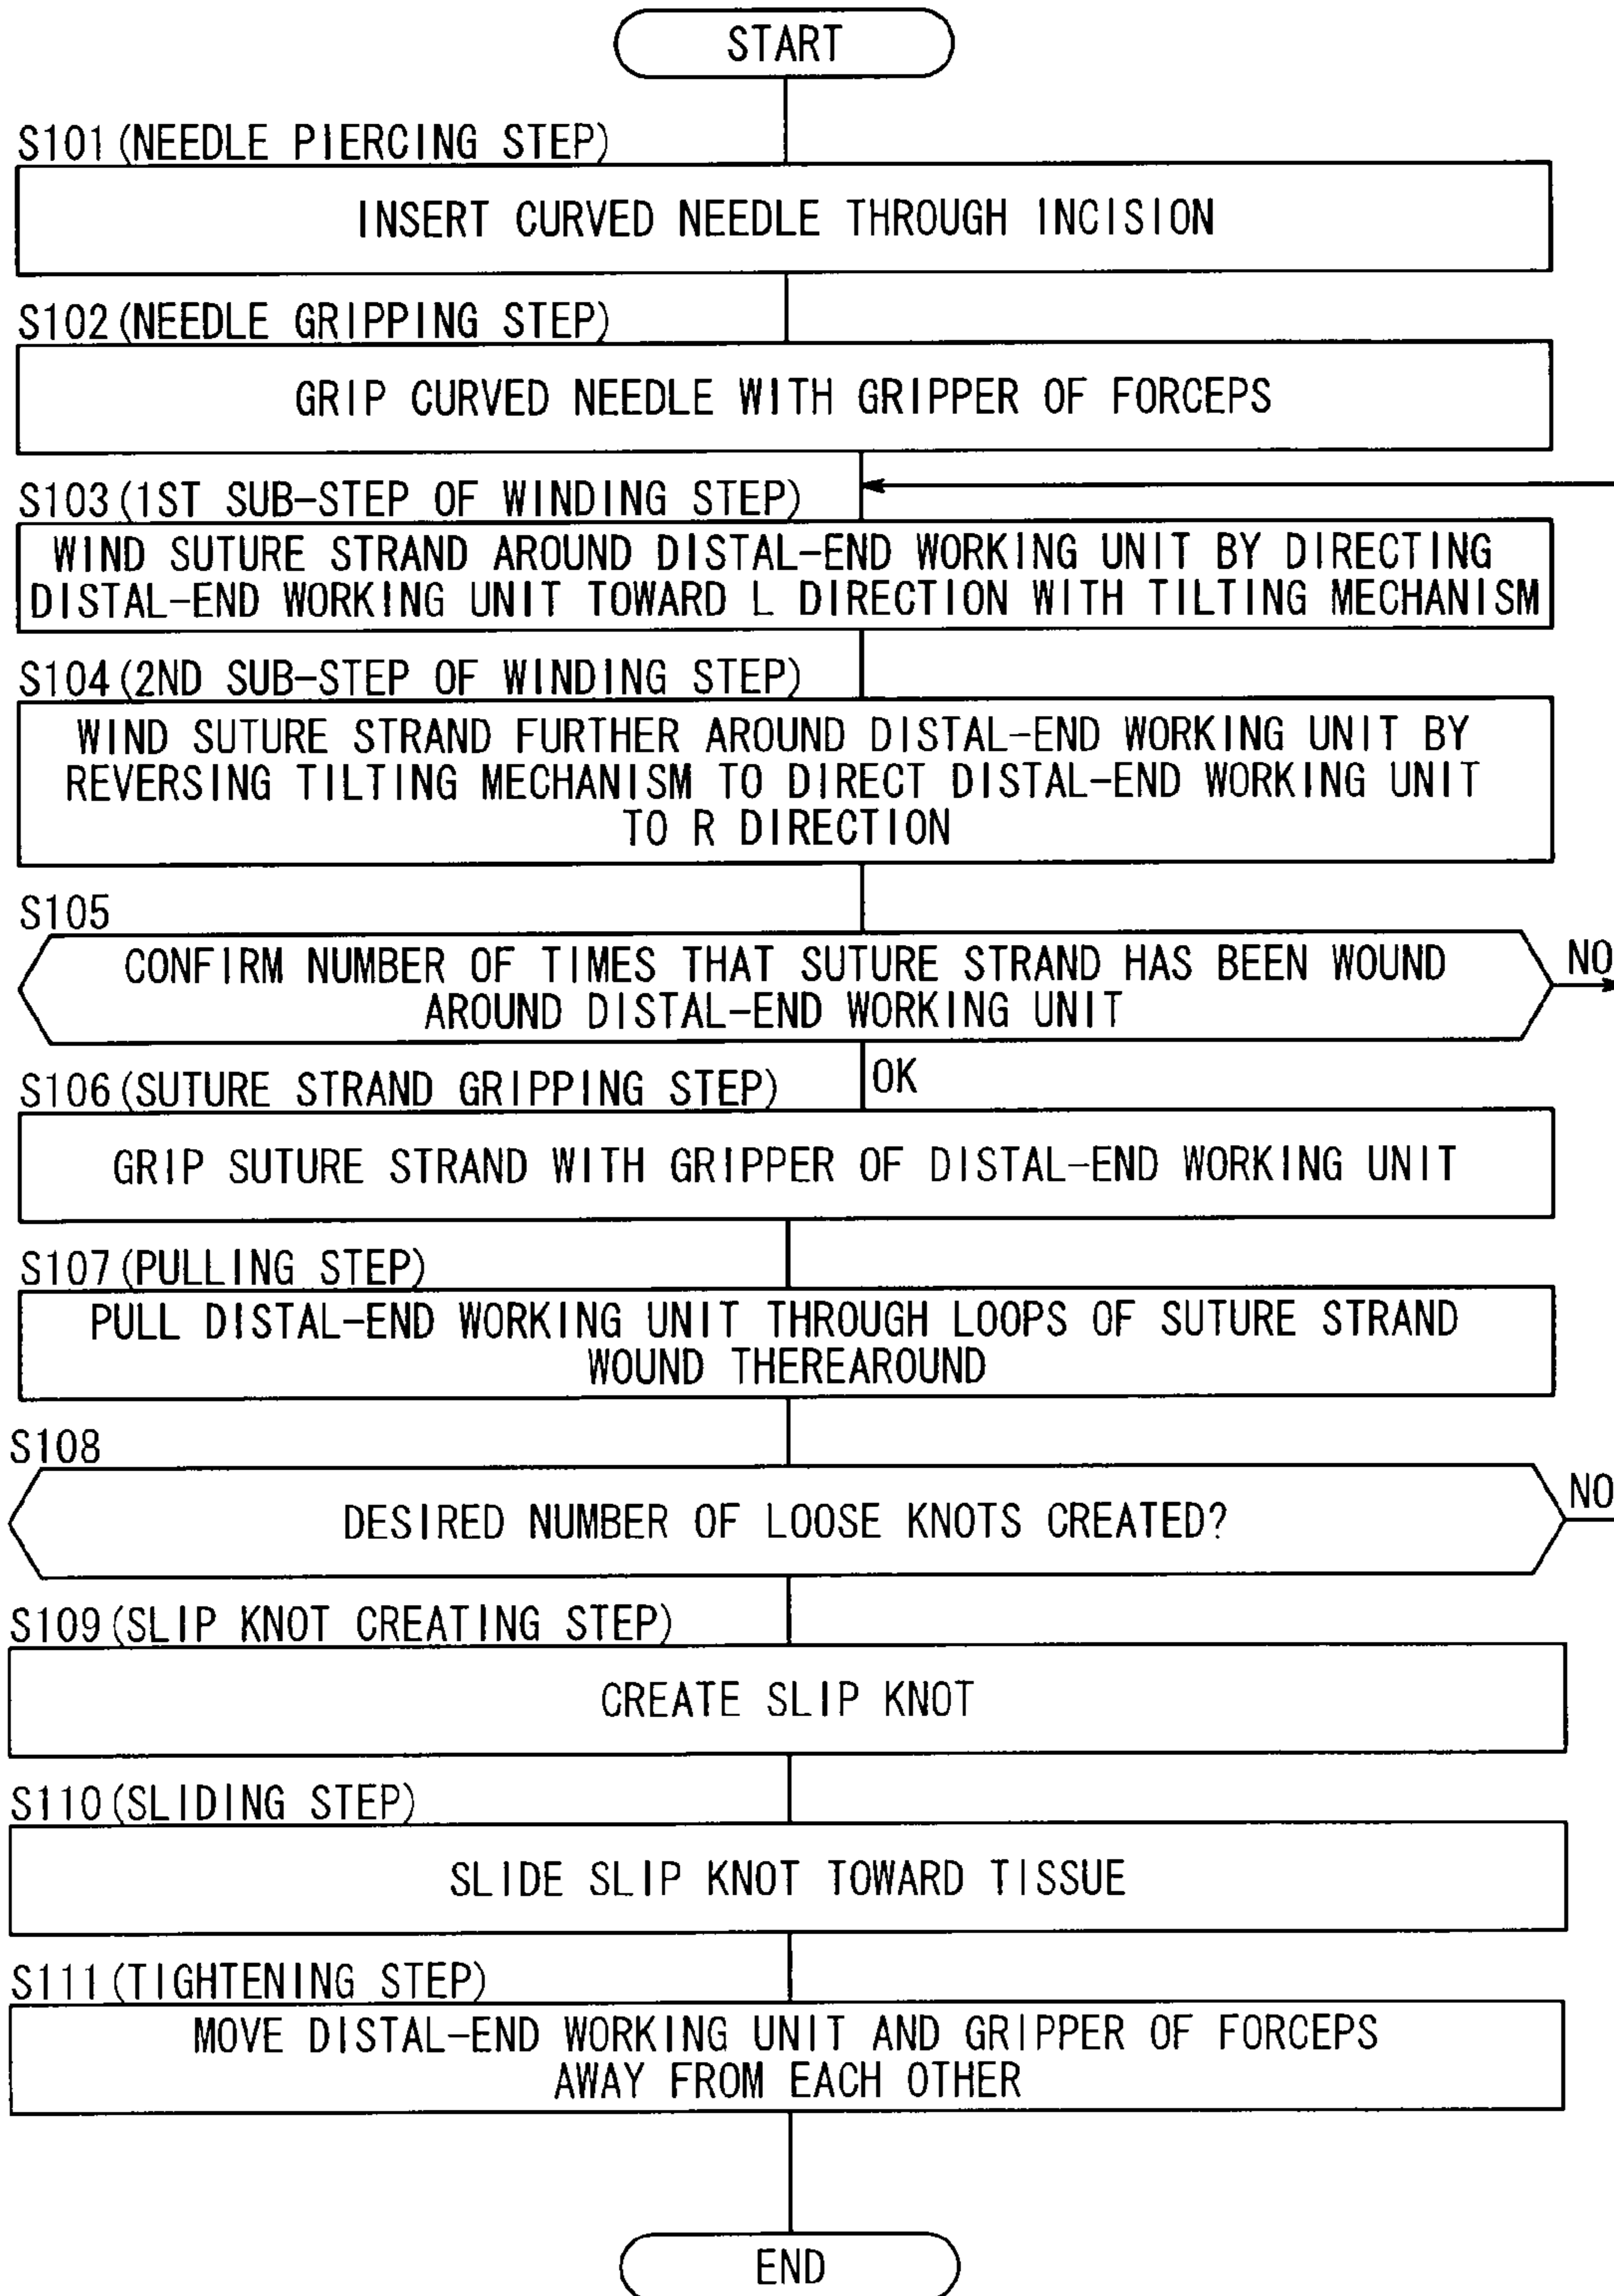 START
S101(NEEDLE PIERCING STEP)
INSERT CURVED NEEDLE THROUGH INCISION
S102(NEEDLE GRIPPING STEP)
GRIP CURVED NEEDLE WITH GRIPPER OF FORCEPS
S103(1ST SUB-STEP OF WINDING STEP)
WIND SUTURE STRAND AROUND DISTAL-END WORKING UNIT BY DIRECTING
DISTAL-END WORKING UNIT TOWARD L DIRECTION WITH TILTING MECHANISM
S104(2ND SUB-STEP OF WINDING STEP)
WIND SUTURE STRAND FURTHER AROUND DISTAL-END WORKING UNIT BY
REVERSING TILTING MECHANISM TO DIRECT DISTAL-END WORKING UNIT
TO R DIRECTION
S105
CONFIRM NUMBER OF TIMES THAT SUTURE STRAND HAS BEEN WOUND
AROUND DISTAL-END WORKING UNIT
NO
OK
S106(SUTURE STRAND GRIPPING STEP)
GRIP SUTURE STRAND WITH GRIPPER OF DISTAL-END WORKING UNIT
S107(PULLING STEP)
PULL DISTAL-END WORKING UNIT THROUGH LOOPS OF SUTURE STRAND
WOUND THEREAROUND
S108
DESIRED NUMBER OF LOOSE KNOTS CREATED?
NO
S109(SLIP KNOT CREATING STEP)
CREATE SLIP KNOT
S110(SLIDING STEP)
SLIDE SLIP KNOT TOWARD TISSUE
S111(TIGHTENING STEP)
MOVE DISTAL-END WORKING UNIT AND GRIPPER OF FORCEPS
AWAY FROM EACH OTHER
END